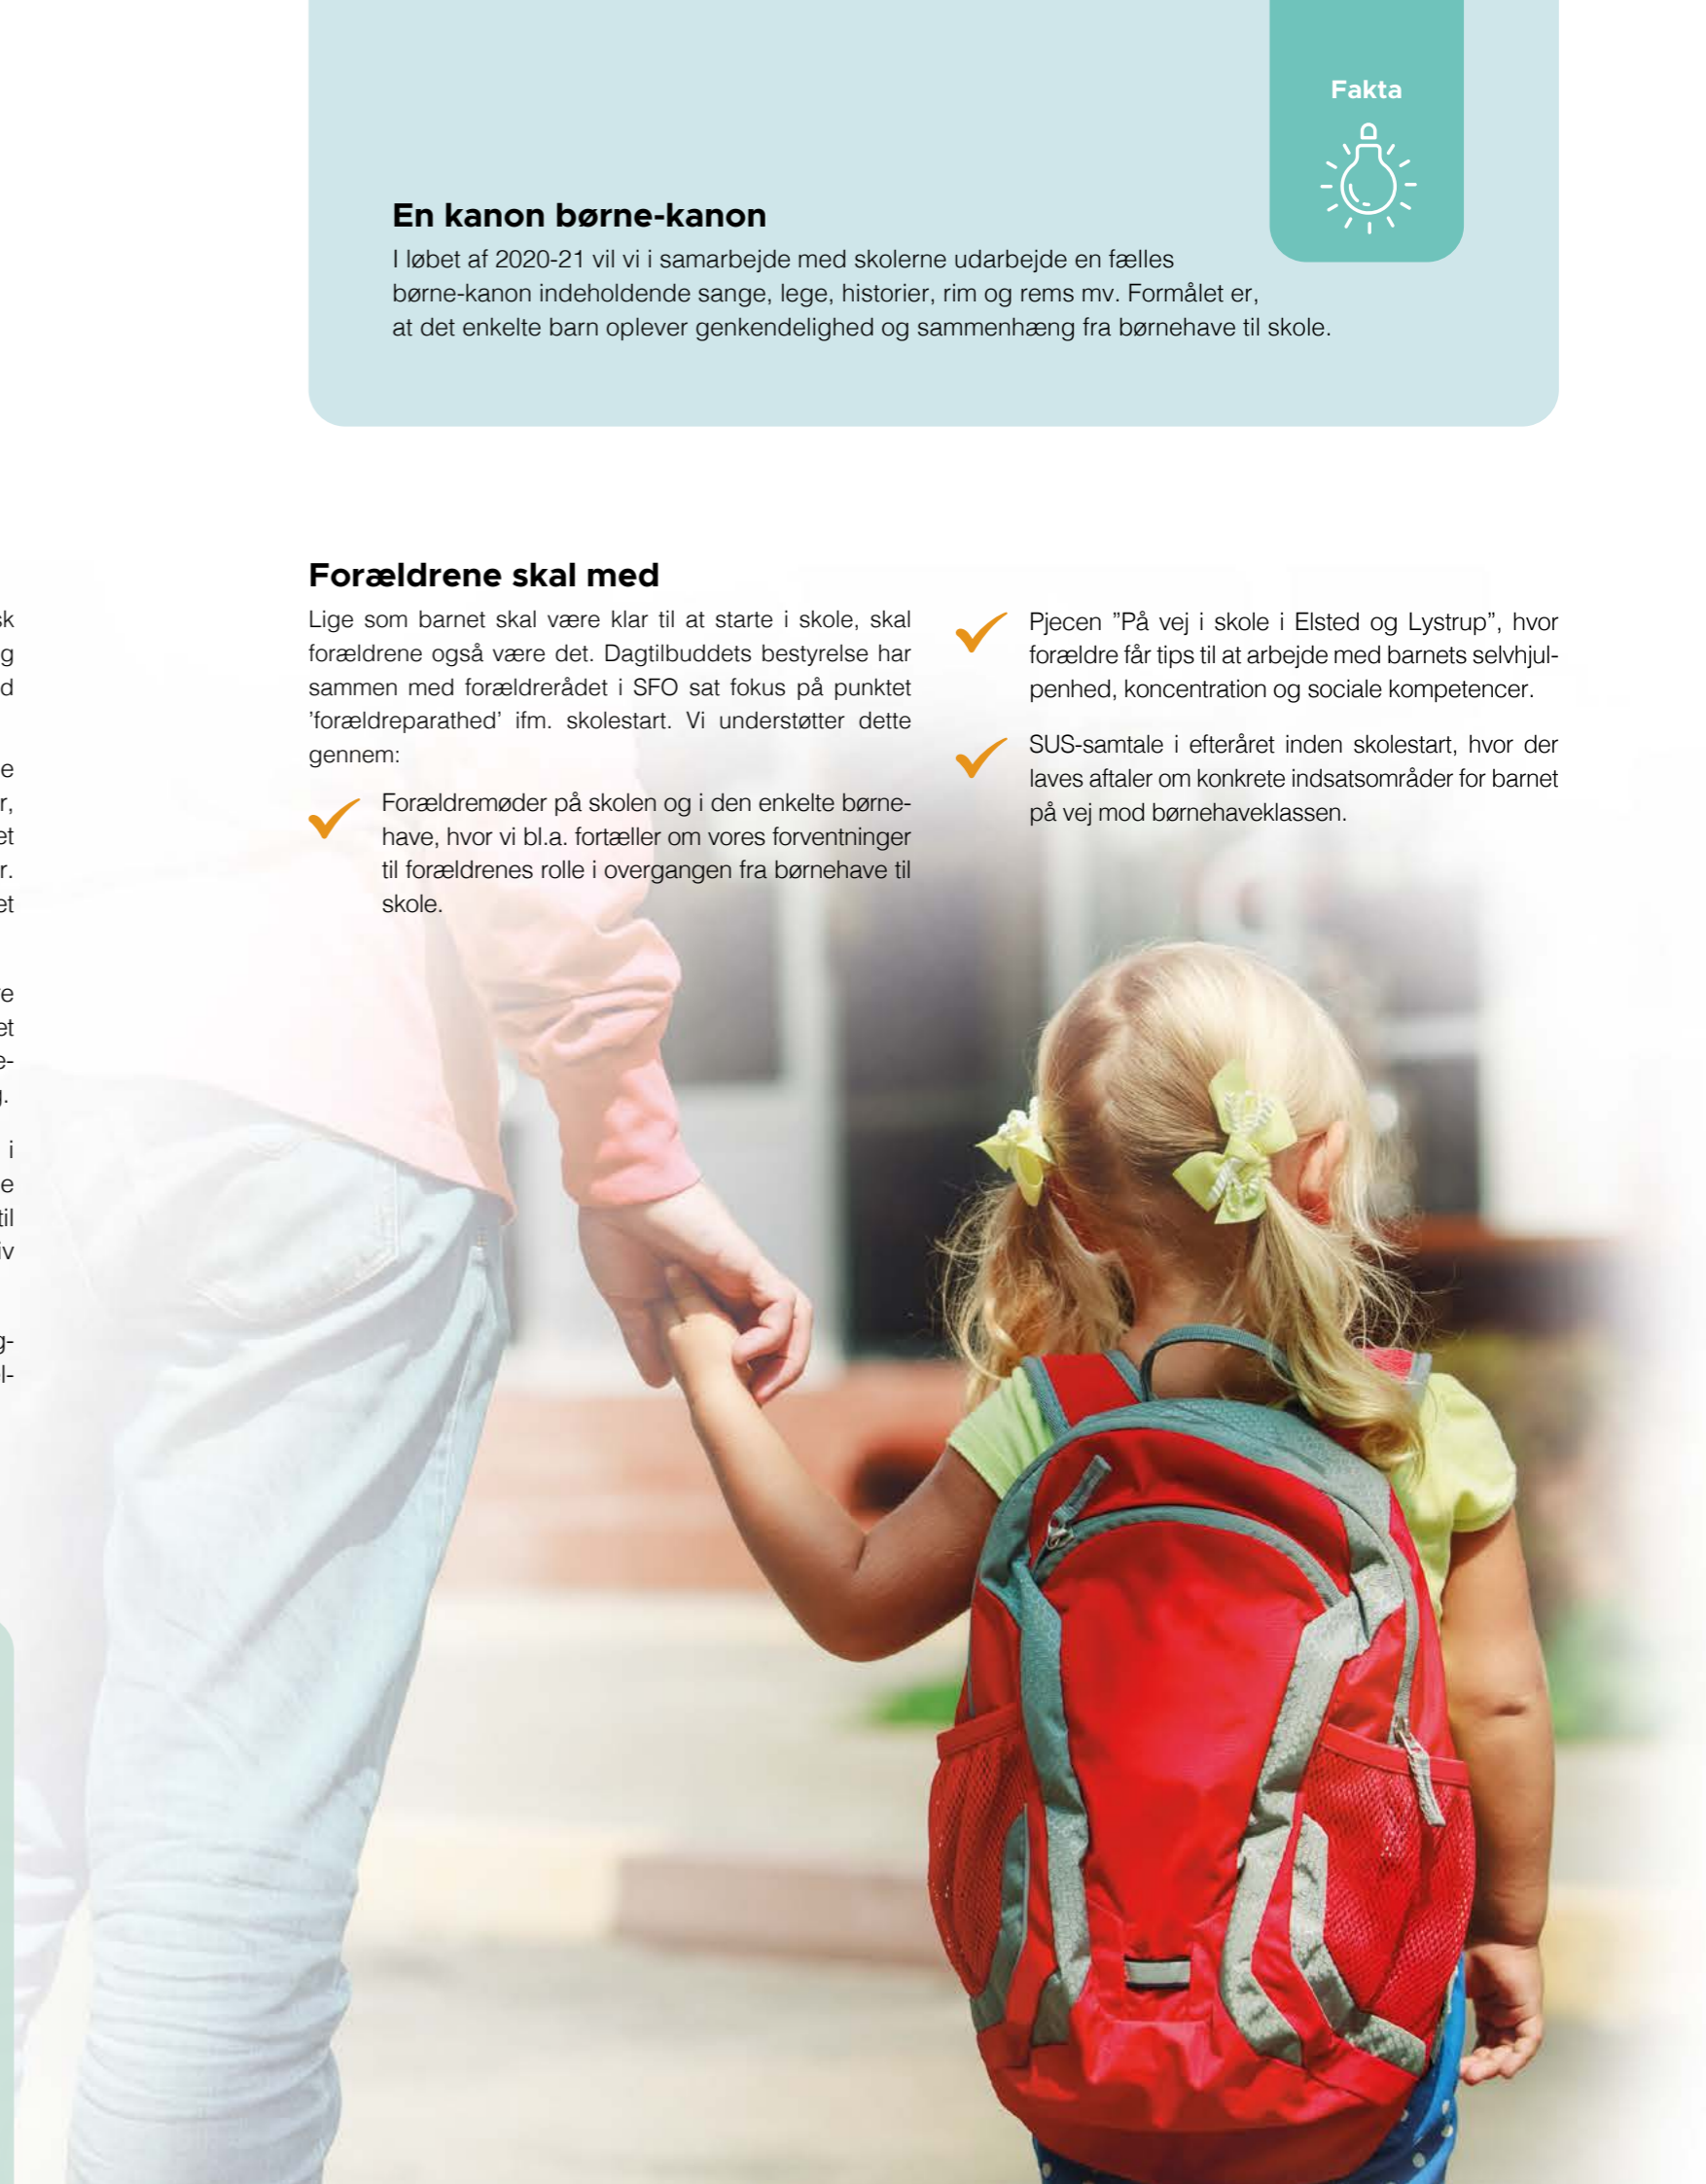 Fakta
En kanon børne-kanon
I løbet af 2020-21 vil vi i samarbejde med skolerne udarbejde en fælles
børne-kanon indeholdende sange, lege, historier, rim og rems mv. Formålet er,
at det enkelte barn oplever genkendelighed og sammenhæng fra børnehave til skole.
Forældrene skal med
Lige som barnet skal være klar til at starte i skole, skal
forældrene også være det. Dagtilbuddets bestyrelse har
sammen med forældrerådet i SFO sat fokus på punktet
'forældreparathed' ifm. skolestart. Vi understøtter dette
gennem:
Forældremøder på skolen og i den enkelte børne-
have, hvor vi bl.a. fortæller om vores forventninger
til forældrenes rolle i overgangen fra børnehave til
skole.
Pjecen ”På vej i skole i Elsted og Lystrup”, hvor
forældre får tips til at arbejde med barnets selvhjul-
penhed, koncentration og sociale kompetencer.
SUS-samtale i efteråret inden skolestart, hvor der
laves aftaler om konkrete indsatsområder for barnet
på vej mod børnehaveklassen.